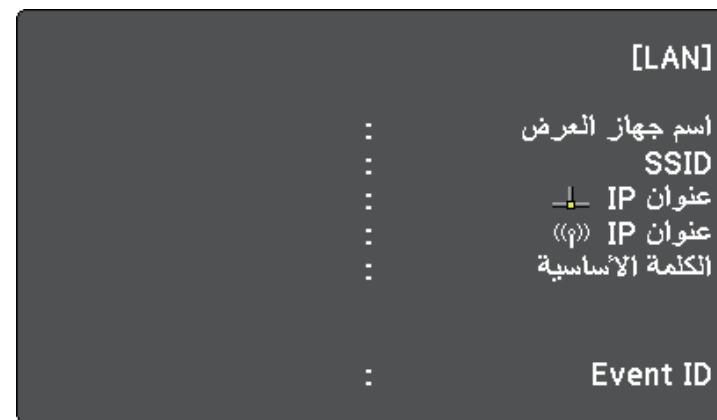 [LAN]
اسم جهاز العرض :
SSID :
عنوان IP :
عنوان IP :
الكلمة الأساسية :
Event ID :